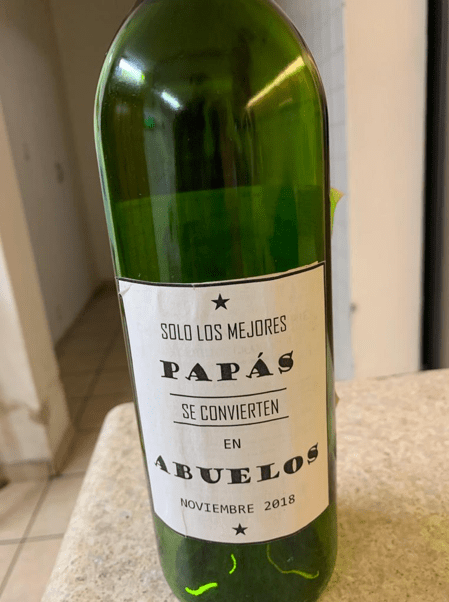 SOLO LOS MEJORES
PAPÁS
SE CONVIERTEN
EN
ABUELOS
NOVIEMBRE 2018